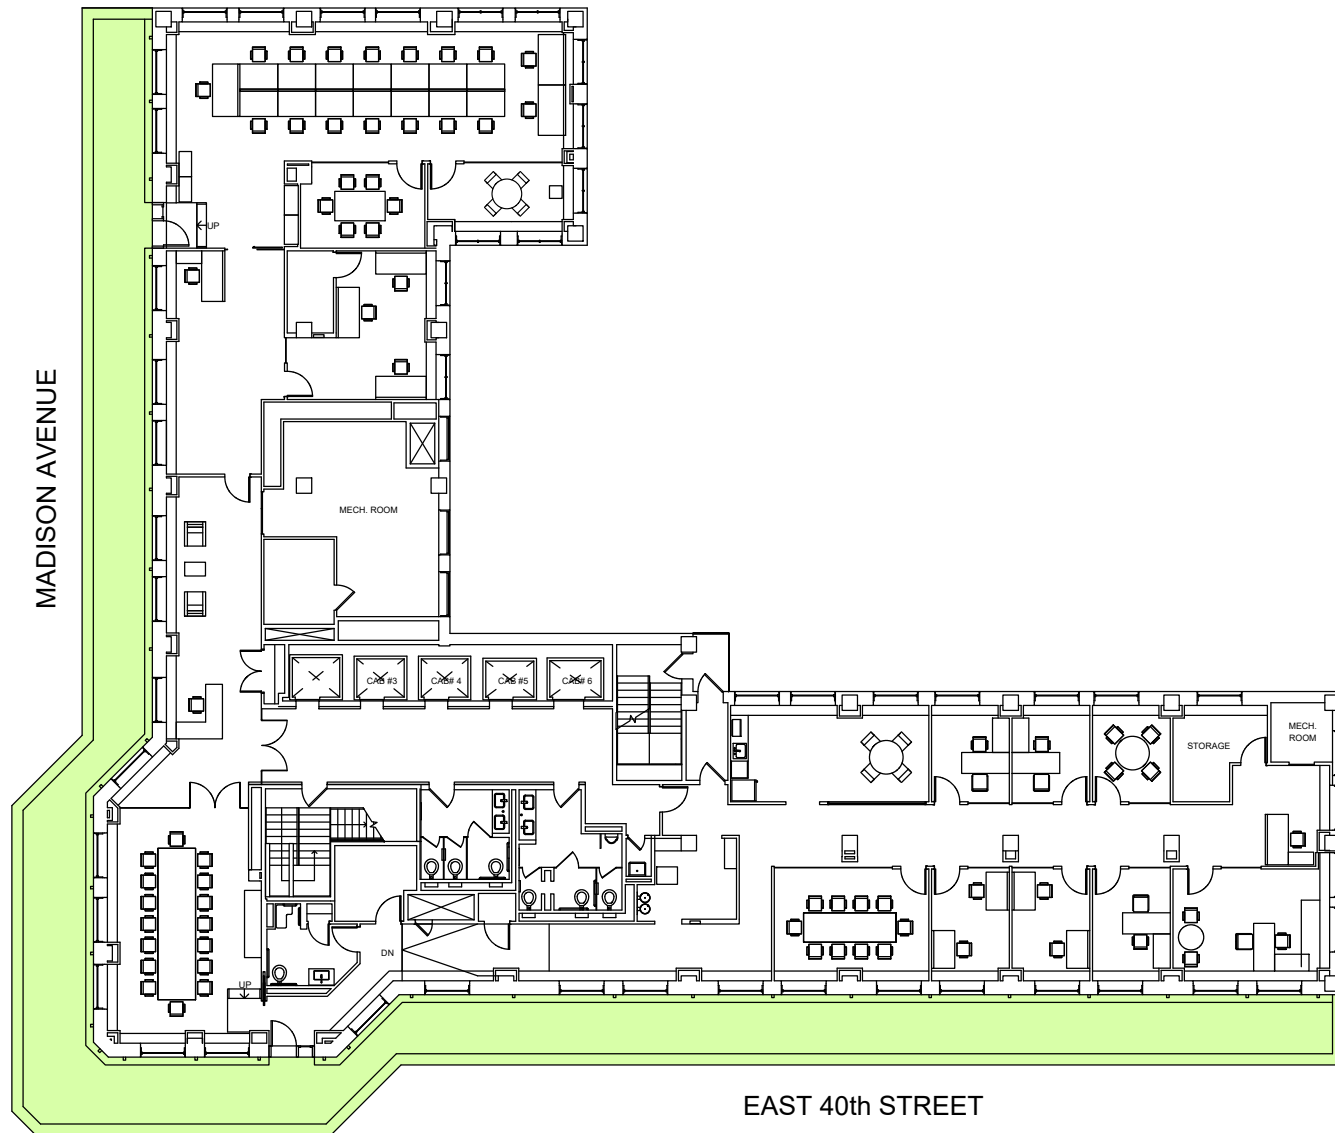 UP
MADISON AVENUE
MECH. ROOM
CAB #3
CAB# 4
CAB #5
CAB# 6
MECH.
ROOM
STORAGE
DN
UP
EAST 40th STREET